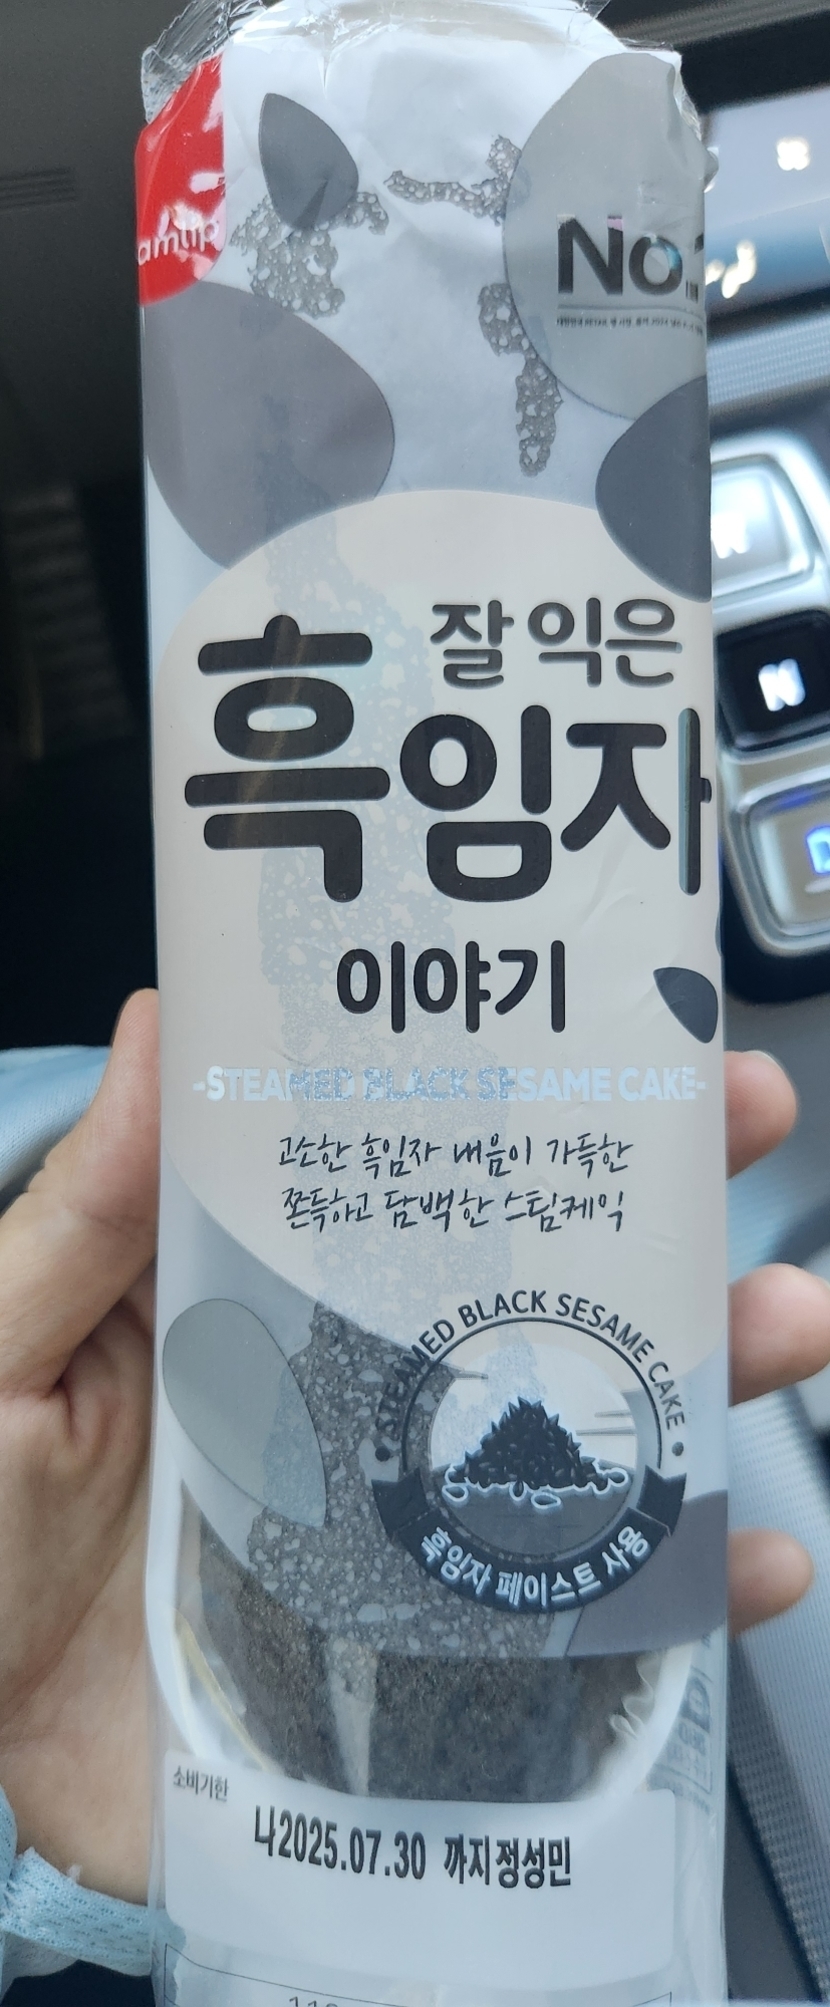 amlip
No.1
잘 익은
흑임자
이야기
-STEAMED BLACK SESAME CAKE-
고소한 흑임자 내음이 가득한
쫀득하고 담백한 스팀케익
STEAMED BLACK SESAME CAKE
흑임자 페이스트 사용
소비기한
나2025.07.30 까지정성민
N
D